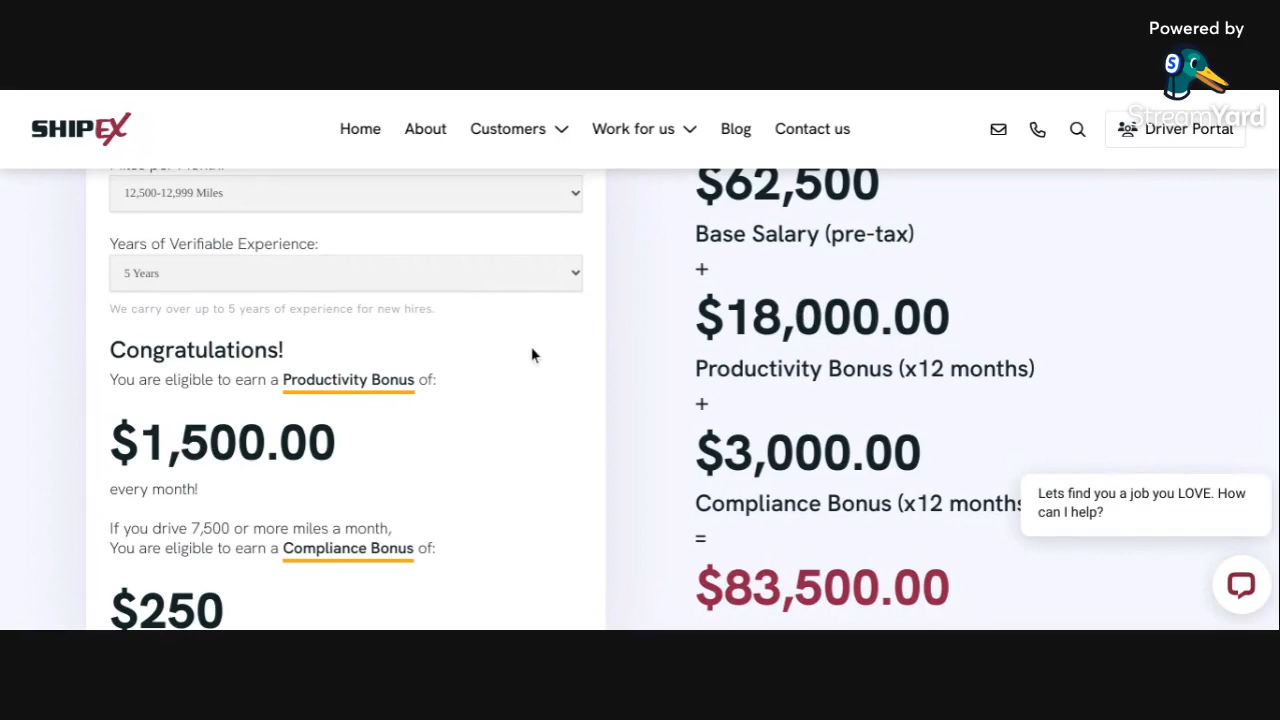 Powered by
S
StreamYard
SHIPEX
Home
About
Customers
Work for us
Blog
Contact us
Driver Portal
Miles per Month:
12,500-12,999 Miles
Years of Verifiable Experience:
5 Years
We carry over up to 5 years of experience for new hires.
Congratulations!
You are eligible to earn a Productivity Bonus of:
$1,500.00
every month!
If you drive 7,500 or more miles a month,
You are eligible to earn a Compliance Bonus of:
$250
$62,500
Base Salary (pre-tax)
+
$18,000.00
Productivity Bonus (x12 months)
+
$3,000.00
Compliance Bonus (x12 months
=
$83,500.00
Lets find you a job you LOVE. How
can I help?